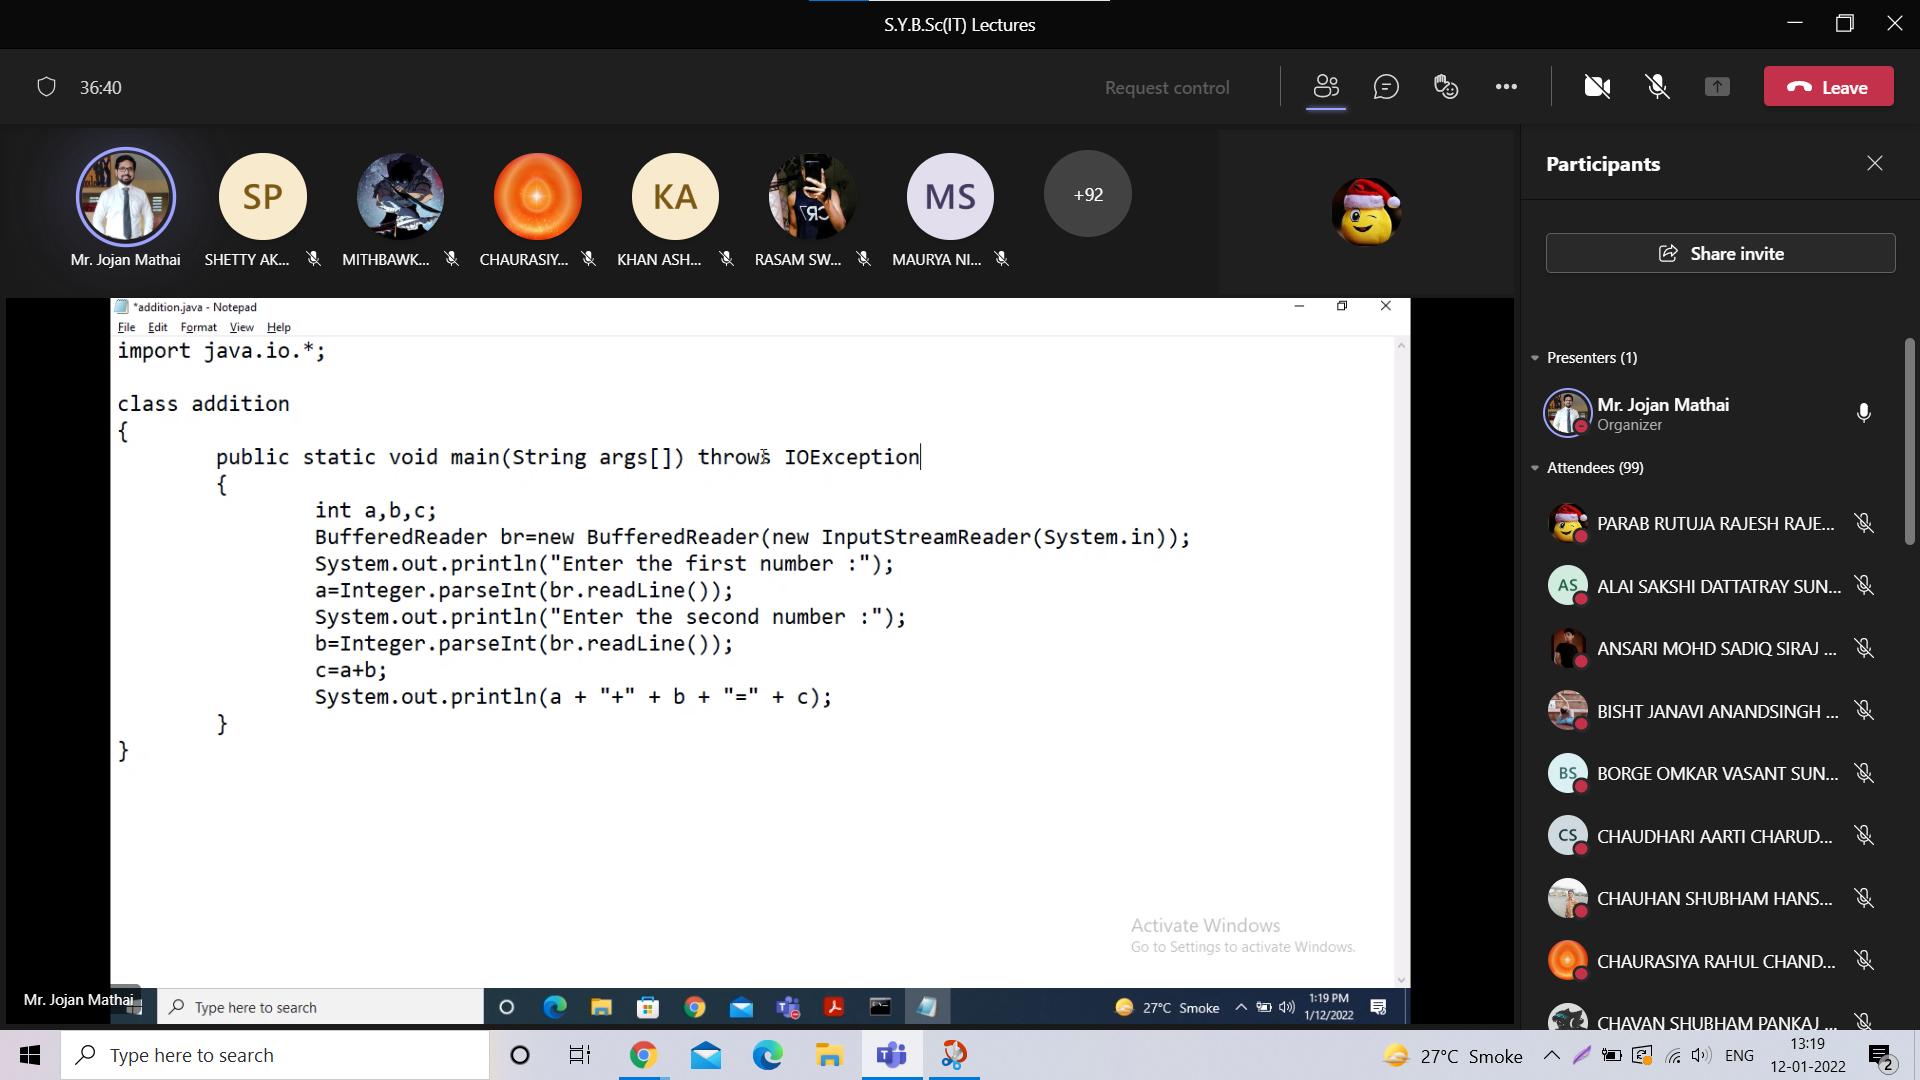 S.Y.B.Sc(IT) Lectures
36:40
Request control
Leave
SP
KA
MS
+92
Mr. Jojan Mathai
SHETTY AK...
MITHBAWK...
CHAURASIY...
KHAN ASH...
RASAM SW...
MAURYA NI...
*addition.java - Notepad
File Edit Format View Help
import java.io.*;
class addition
{
public static void main(String args[]) throws IOException
{
int a,b,c;
BufferedReader br=new BufferedReader(new InputStreamReader(System.in));
System.out.println("Enter the first number :");
a=Integer.parseInt(br.readLine());
System.out.println("Enter the second number :");
b=Integer.parseInt(br.readLine());
c=a+b;
System.out.println(a + "+" + b + "=" + c);
}
}
Activate Windows
Go to Settings to activate Windows.
Mr. Jojan Mathai
Type here to search
27°C Smoke
1:19 PM
1/12/2022
Participants
Share invite
Presenters (1)
Mr. Jojan Mathai
Organizer
Attendees (99)
PARAB RUTUJA RAJESH RAJE...
AS
ALAI SAKSHI DATTATRAY SUN...
ANSARI MOHD SADIQ SIRAJ ...
BISHT JANAVI ANANDSINGH ...
BS
BORGE OMKAR VASANT SUN...
CS
CHAUDHARI AARTI CHARUD...
CHAUHAN SHUBHAM HANS...
CHAURASIYA RAHUL CHAND...
CHAVAN SHUBHAM PANKAJ ...
Type here to search
27°C Smoke
ENG
13:19
12-01-2022
2